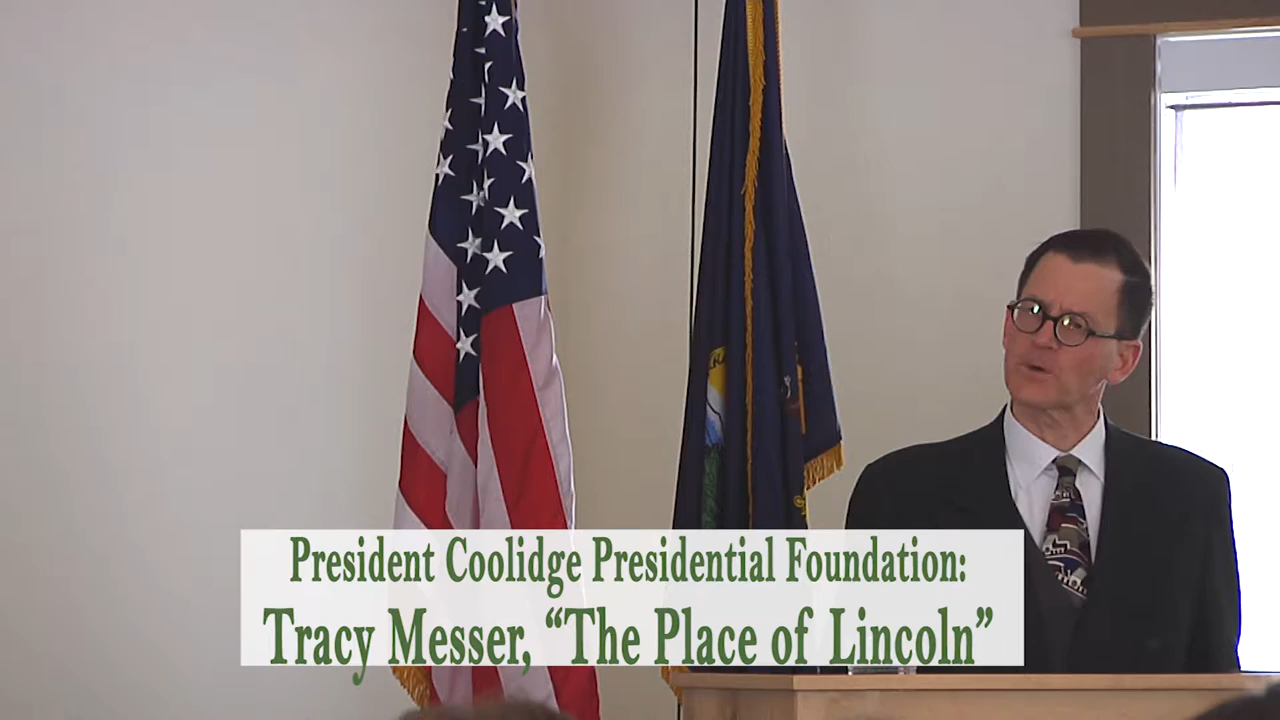 President Coolidge Presidential Foundation:
Tracy Messer, “The Place of Lincoln”